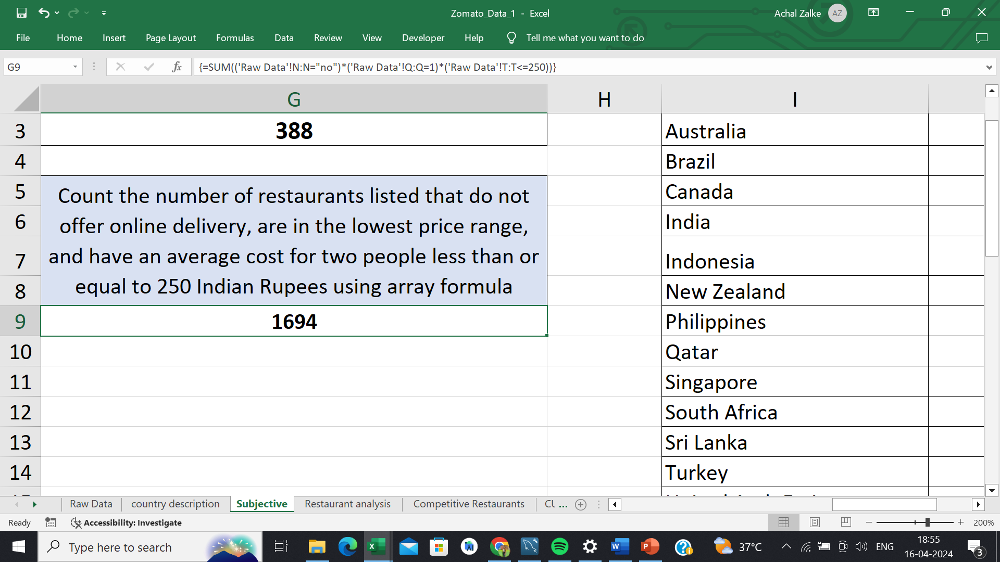 Zomato_Data_1 - Excel
Achal Zalke AZ
File Home Insert Page Layout Formulas Data Review View Developer Help Tell me what you want to do
G9 fx {=SUM(('Raw Data'!N:N="no")*('Raw Data'!Q:Q=1)*('Raw Data'!T:T<=250))}
G H I
3 388 Australia
4 Brazil
5 Canada
6 India
7 Indonesia
8 New Zealand
Count the number of restaurants listed that do not
offer online delivery, are in the lowest price range,
and have an average cost for two people less than or
equal to 250 Indian Rupees using array formula
9 1694 Philippines
10 Qatar
11 Singapore
12 South Africa
13 Sri Lanka
14 Turkey
Raw Data country description Subjective Restaurant analysis Competitive Restaurants CU ...
Ready Accessibility: Investigate 200%
Type here to search 37°C ENG 18:55
16-04-2024 3